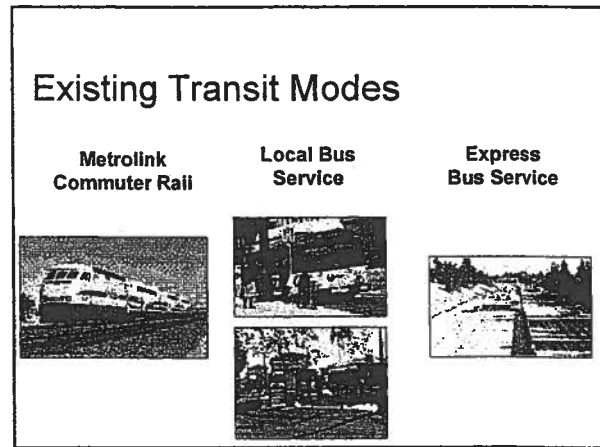 Existing Transit Modes
Metrolink
Commuter Rail
Local Bus
Service
Express
Bus Service